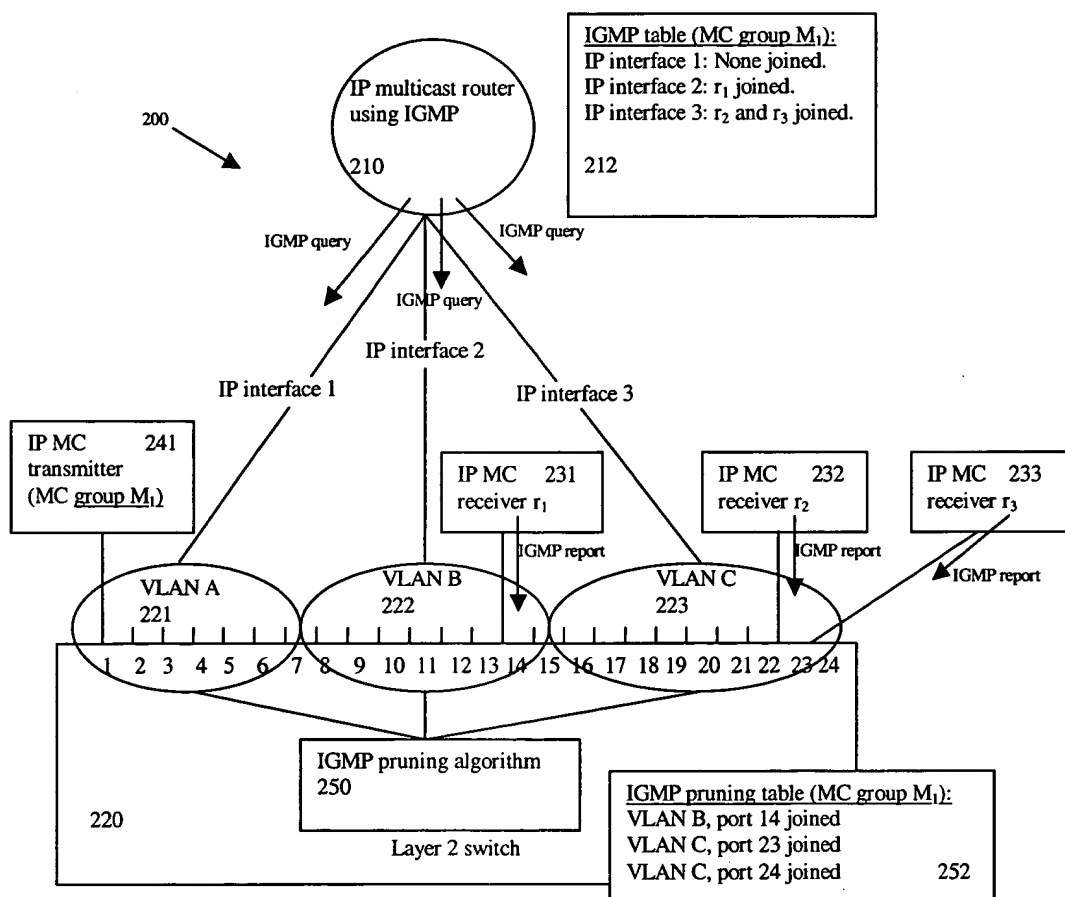 IGMP table (MC group M₁):
IP interface 1: None joined.
IP interface 2: r₁ joined.
IP interface 3: r₂ and r₃ joined.
212
IP multicast router
using IGMP
210
200
IGMP query
IGMP query
IGMP query
IP interface 2
IP interface 1
IP interface 3
IP MC 241
transmitter
(MC group M₁)
IP MC 231
receiver r₁
IP MC 232
receiver r₂
IP MC 233
receiver r₃
IGMP report
IGMP report
IGMP report
VLAN A
221
VLAN B
222
VLAN C
223
1 2 3 4 5 6 7 8 9 10 11 12 13 14 15 16 17 18 19 20 21 22 23 24
IGMP pruning algorithm
250
220
Layer 2 switch
IGMP pruning table (MC group M₁):
VLAN B, port 14 joined
VLAN C, port 23 joined
VLAN C, port 24 joined 252